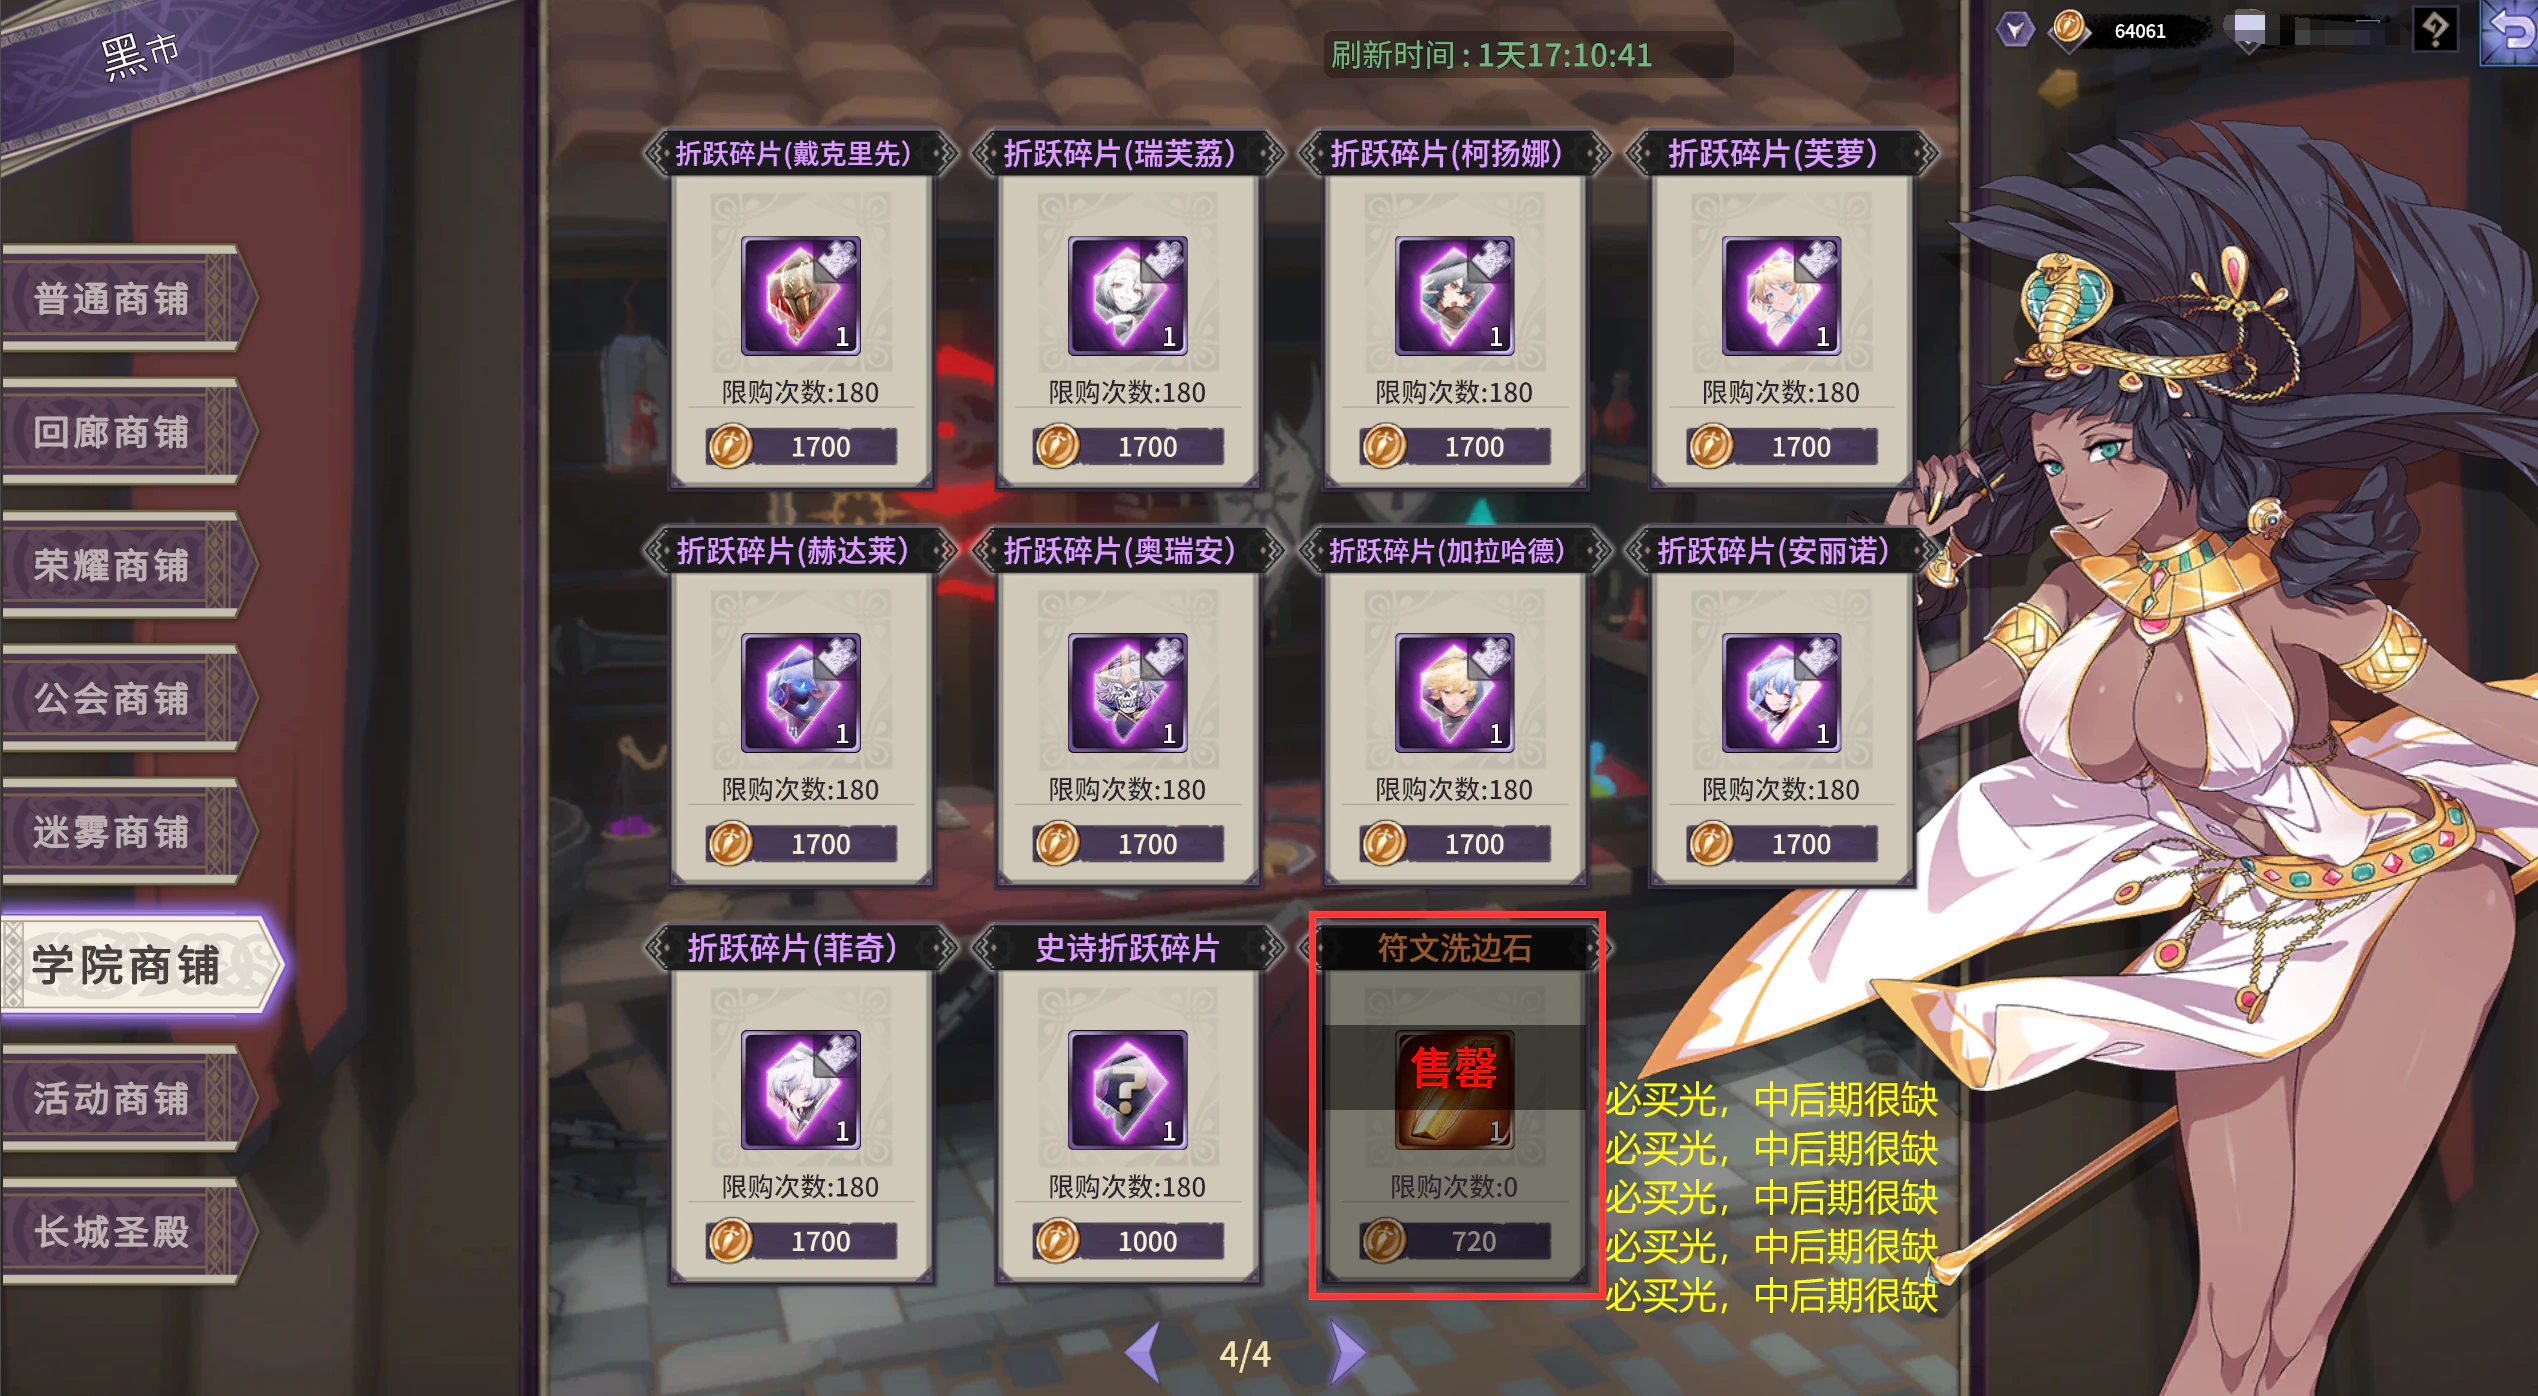 黑市
刷新时间:1天17:10:41
64061
普通商铺
回廊商铺
荣耀商铺
公会商铺
迷雾商铺
学院商铺
活动商铺
长城圣殿
折跃碎片(戴克里先)
1
限购次数:180
1700
折跃碎片(瑞芙荔)
1
限购次数:180
1700
折跃碎片(柯扬娜)
1
限购次数:180
1700
折跃碎片(芙萝)
1
限购次数:180
1700
折跃碎片(赫达莱)
1
限购次数:180
1700
折跃碎片(奥瑞安)
1
限购次数:180
1700
折跃碎片(加拉哈德)
1
限购次数:180
1700
折跃碎片(安丽诺)
1
限购次数:180
1700
折跃碎片(菲奇)
1
限购次数:180
1700
史诗折跃碎片
?
1
限购次数:180
1000
符文洗边石
售罄
1
限购次数:0
720
必买光，中后期很缺
必买光，中后期很缺
必买光，中后期很缺
必买光，中后期很缺
必买光，中后期很缺
4/4